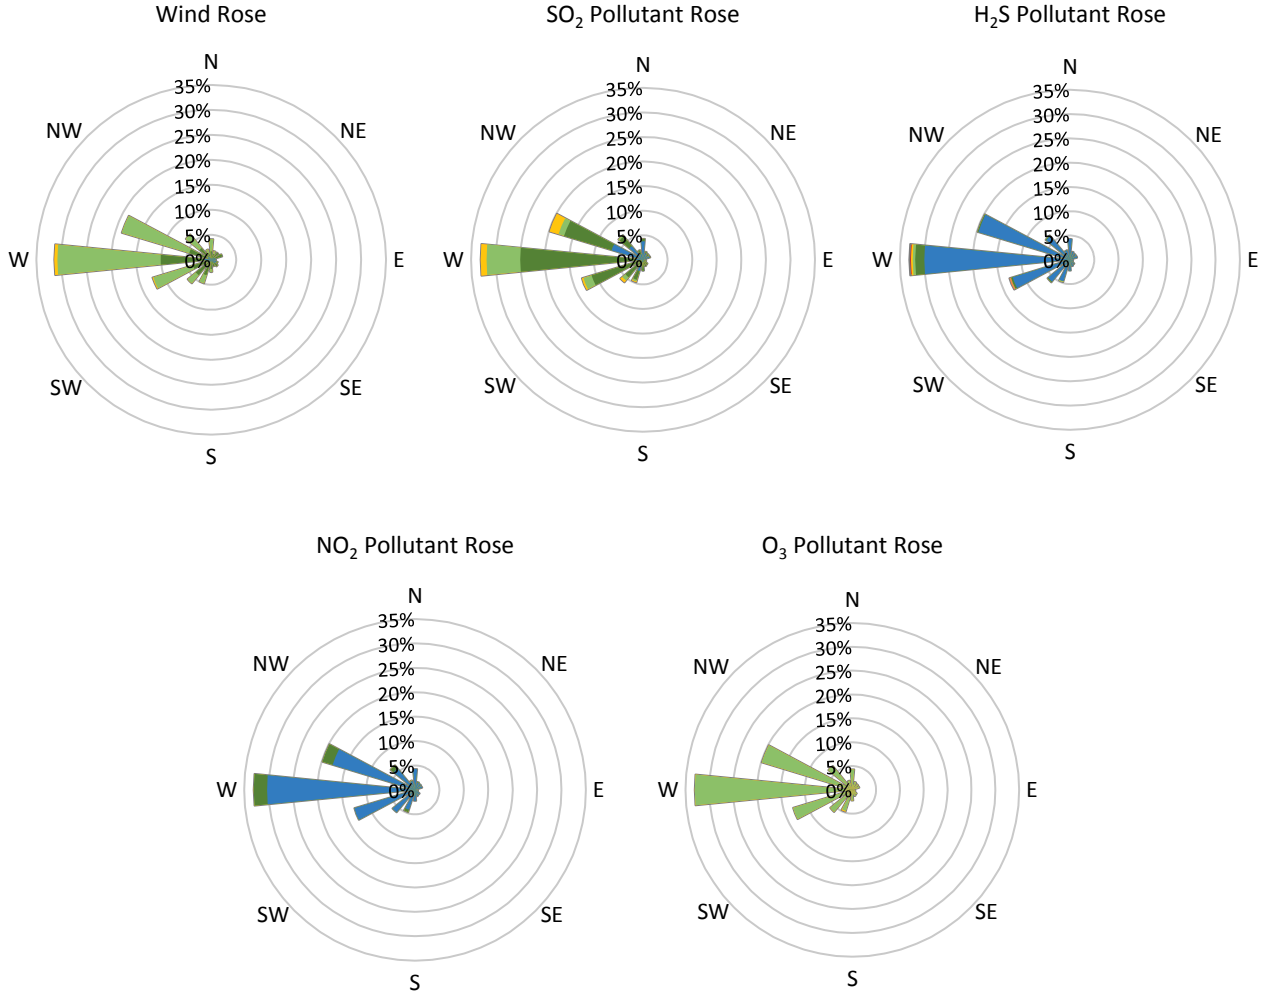 Wind Rose
N
NE
E
SE
S
SW
W
NW
35%
30%
25%
20%
15%
10%
5%
0%
SO₂ Pollutant Rose
N
NE
E
SE
S
SW
W
NW
35%
30%
25%
20%
15%
10%
5%
0%
H₂S Pollutant Rose
N
NE
E
SE
S
SW
W
NW
35%
30%
25%
20%
15%
10%
5%
0%
NO₂ Pollutant Rose
N
NE
E
SE
S
SW
W
NW
35%
30%
25%
20%
15%
10%
5%
0%
O₃ Pollutant Rose
N
NE
E
SE
S
SW
W
NW
35%
30%
25%
20%
15%
10%
5%
0%